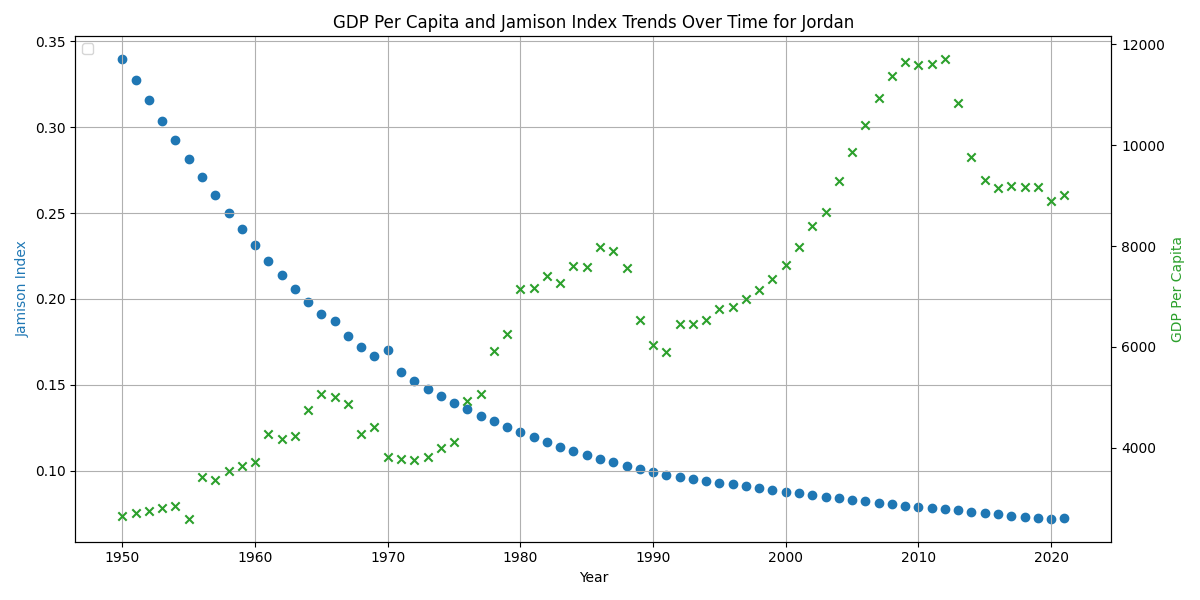 GDP Per Capita and Jamison Index Trends Over Time for Jordan
0.35
0.30
0.25
0.20
0.15
0.10
Jamison Index
12000
10000
8000
6000
4000
GDP Per Capita
1950 1960 1970 1980 1990 2000 2010 2020
Year